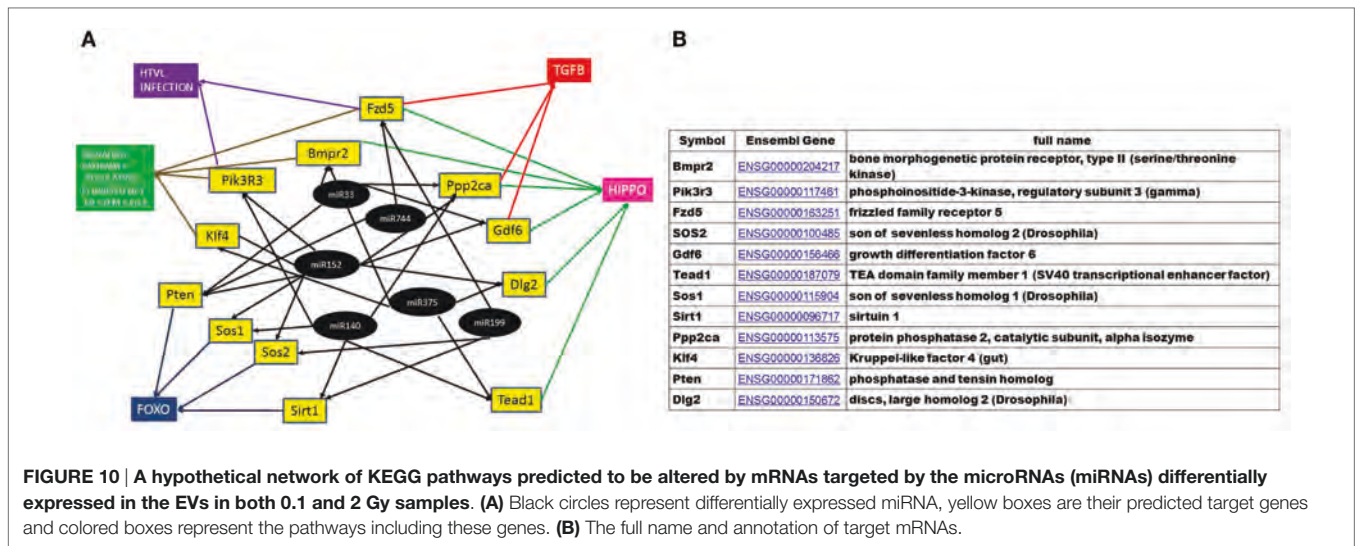 A
B
HTVL
INFECTION
TGFB
Fzd5
Bmpr2
Pik3R3
miR33
Ppp2ca
HIPPO
miR744
Gdf6
Klf4
miR152
Dlg2
Pten
miR375
Sos1
miR140
miR199
Sos2
FOXO
Sirt1
Tead1
Symbol Ensembl Gene full name
Bmpr2 ENSG00000204217 bone morphogenetic protein receptor, type II (serine/threonine
kinase)
Pik3r3 ENSG00000117461 phosphoinositide-3-kinase, regulatory subunit 3 (gamma)
Fzd5 ENSG00000163251 frizzled family receptor 5
SOS2 ENSG00000100485 son of sevenless homolog 2 (Drosophila)
Gdf6 ENSG00000156466 growth differentiation factor 6
Tead1 ENSG00000187079 TEA domain family member 1 (SV40 transcriptional enhancer factor)
Sos1 ENSG00000115904 son of sevenless homolog 1 (Drosophila)
Sirt1 ENSG00000096717 sirtuin 1
Ppp2ca ENSG00000113575 protein phosphatase 2, catalytic subunit, alpha isozyme
Klf4 ENSG00000136826 Kruppel-like factor 4 (gut)
Pten ENSG00000171862 phosphatase and tensin homolog
Dlg2 ENSG00000150672 discs, large homolog 2 (Drosophila)
FIGURE 10 | A hypothetical network of KEGG pathways predicted to be altered by mRNAs targeted by the microRNAs (miRNAs) differentially
expressed in the EVs in both 0.1 and 2 Gy samples. (A) Black circles represent differentially expressed miRNA, yellow boxes are their predicted target genes
and colored boxes represent the pathways including these genes. (B) The full name and annotation of target mRNAs.